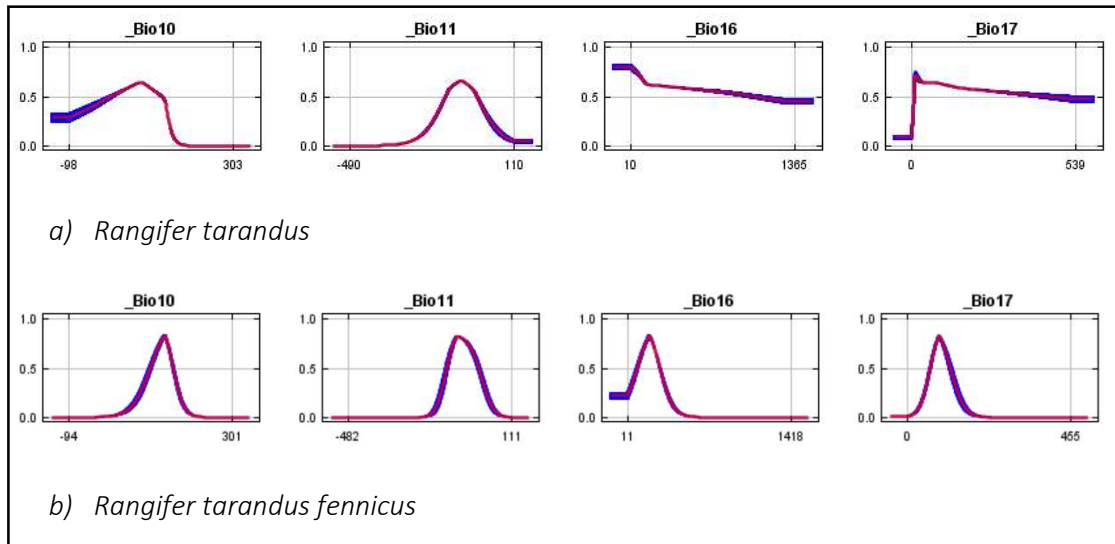 _Bio10 _Bio11 _Bio16 _Bio17
1.0 1.0 1.0 1.0
0.5 0.5 0.5 0.5
0.0 0.0 0.0 0.0
-98 303 -490 110 10 1365 0 539
a) Rangifer tarandus
_Bio10 _Bio11 _Bio16 _Bio17
1.0 1.0 1.0 1.0
0.5 0.5 0.5 0.5
0.0 0.0 0.0 0.0
-94 301 -482 111 11 1418 0 455
b) Rangifer tarandus fennicus